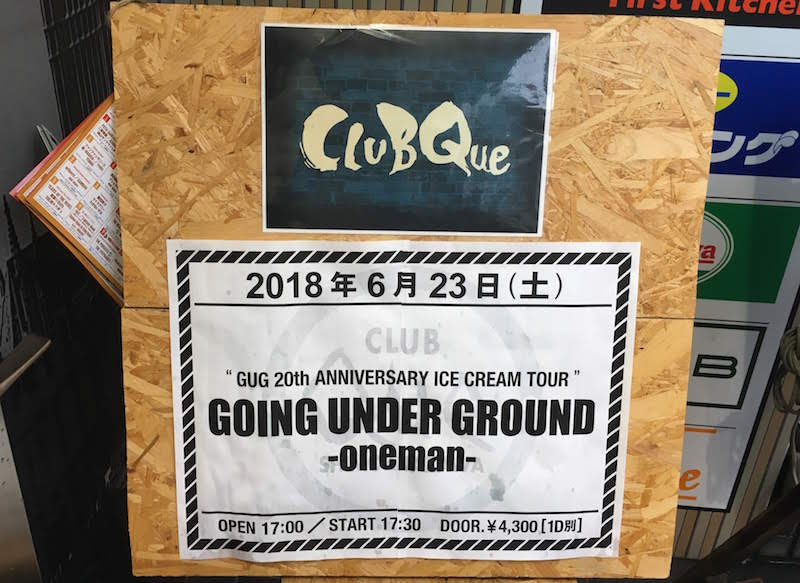 First Kitchen
CLUB Que
ング
2018年6月23日(土)
CLUB
"GUG 20th ANNIVERSARY ICE CREAM TOUR"
GOING UNDER GROUND
-oneman-
B
OPEN 17:00／START 17:30 DOOR.¥4,300[1D別]